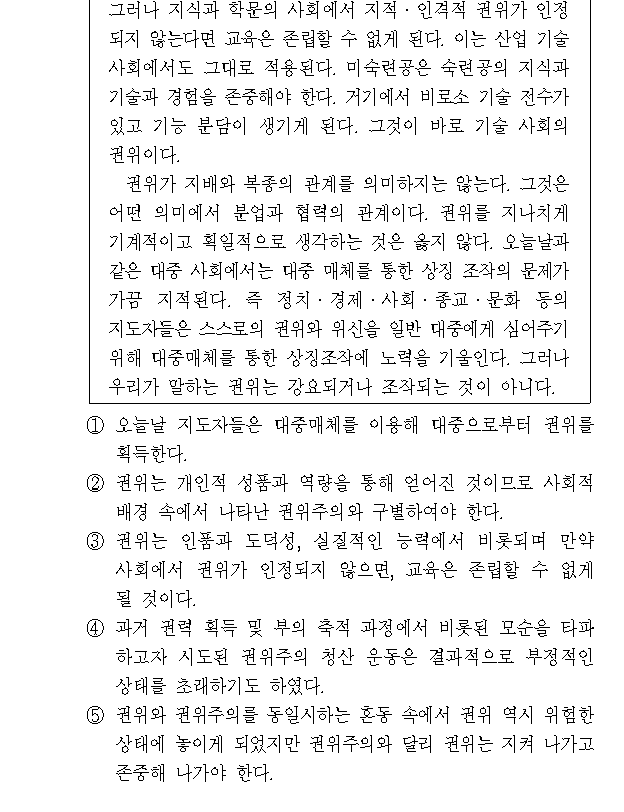 그러나 지식과 학문의 사회에서 지적·인격적 권위가 인정
되지 않는다면 교육은 존립할 수 없게 된다. 이는 산업 기술
사회에서도 그대로 적용된다. 미숙련공은 숙련공의 지식과
기술과 경험을 존중해야 한다. 거기에서 비로소 기술 전수가
있고 기능 분담이 생기게 된다. 그것이 바로 기술 사회의
권위이다.
권위가 지배와 복종의 관계를 의미하지는 않는다. 그것은
어떤 의미에서 분업과 협력의 관계이다. 권위를 지나치게
기계적이고 획일적으로 생각하는 것은 옳지 않다. 오늘날과
같은 대중 사회에서는 대중 매체를 통한 상징 조작의 문제가
가끔 지적된다. 즉 정치·경제·사회·종교·문화 등의
지도자들은 스스로의 권위와 위신을 일반 대중에게 심어주기
위해 대중매체를 통한 상징조작에 노력을 기울인다. 그러나
우리가 말하는 권위는 강요되거나 조작되는 것이 아니다.
① 오늘날 지도자들은 대중매체를 이용해 대중으로부터 권위를
획득한다.
② 권위는 개인적 성품과 역량을 통해 얻어진 것이므로 사회적
배경 속에서 나타난 권위주의와 구별하여야 한다.
③ 권위는 인품과 도덕성, 실질적인 능력에서 비롯되며 만약
사회에서 권위가 인정되지 않으면, 교육은 존립할 수 없게
될 것이다.
④ 과거 권력 획득 및 부의 축적 과정에서 비롯된 모순을 타파
하고자 시도된 권위주의 청산 운동은 결과적으로 부정적인
상태를 초래하기도 하였다.
⑤ 권위와 권위주의를 동일시하는 혼동 속에서 권위 역시 위험한
상태에 놓이게 되었지만 권위주의와 달리 권위는 지켜 나가고
존중해 나가야 한다.